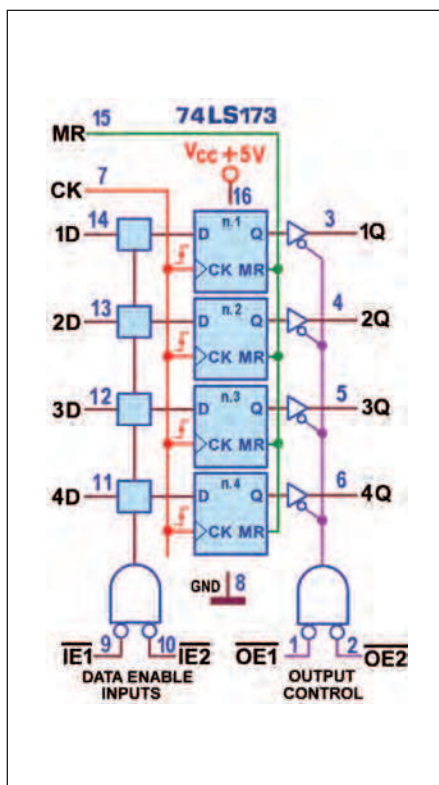 15 74LS173
MR
Vcc+5V
7
CK
16
14 n.1 3
1D D Q 1Q
CK MR
13 n.2 4
2D D Q 2Q
CK MR
12 n.3 5
3D D Q 3Q
CK MR
11 n.4 6
4D D Q 4Q
CK MR
GND 8
9 10 1 2
IE1 IE2 OE1 OE2
DATA ENABLE OUTPUT
INPUTS CONTROL